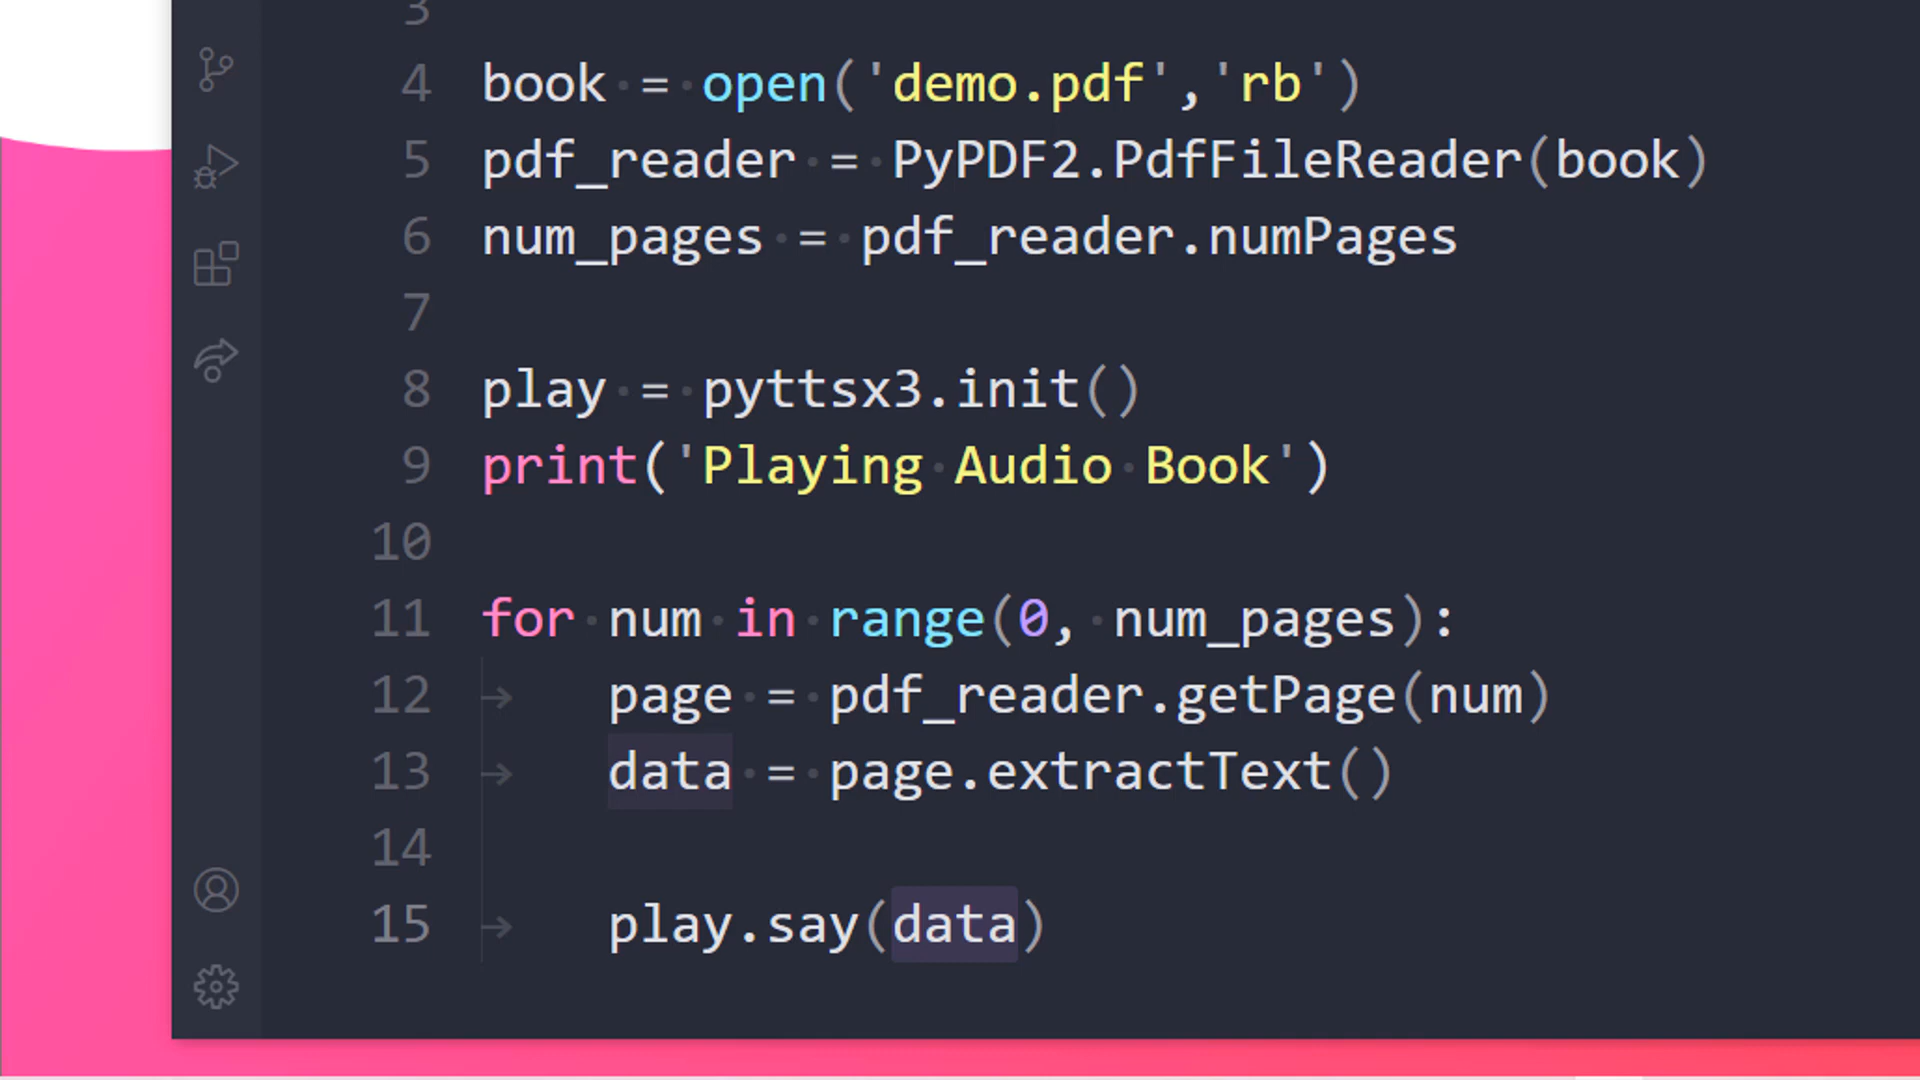 3
4 book = open('demo.pdf','rb')
5 pdf_reader = PyPDF2.PdfFileReader(book)
6 num_pages = pdf_reader.numPages
7
8 play = pyttsx3.init()
9 print('Playing Audio Book')
10
11 for num in range(0, num_pages):
12 page = pdf_reader.getPage(num)
13 data = page.extractText()
14
15 play.say(data)